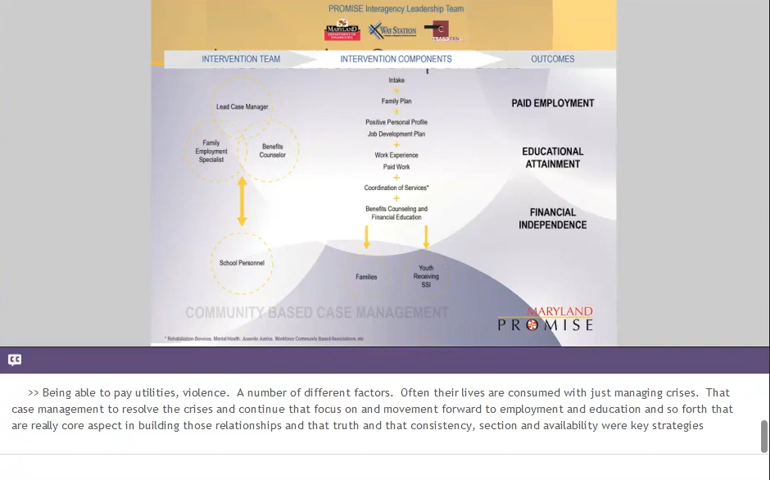 PROMISE Interagency Leadership Team
MARYLAND
WAY STATION
INTERVENTION TEAM
INTERVENTION COMPONENTS
OUTCOMES
Lead Case Manager
Family
Employment
Specialist
Benefits
Counselor
School Personnel
Intake
+
Family Plan
+
Positive Personal Profile
Job Development Plan
+
Work Experience
Paid Work
+
Coordination of Services*
+
Benefits Counseling and
Financial Education
Families
Youth
Receiving
SSI
PAID EMPLOYMENT
EDUCATIONAL
ATTAINMENT
FINANCIAL
INDEPENDENCE
COMMUNITY BASED CASE MANAGEMENT
MARYLAND
PROMISE
* Rehabilitation Services, Mental Health, Juvenile Justice, Workforce Community Based Associations, etc
CC
>> Being able to pay utilities, violence. A number of different factors. Often their lives are consumed with just managing crises. That
case management to resolve the crises and continue that focus on and movement forward to employment and education and so forth that
are really core aspect in building those relationships and that truth and that consistency, section and availability were key strategies